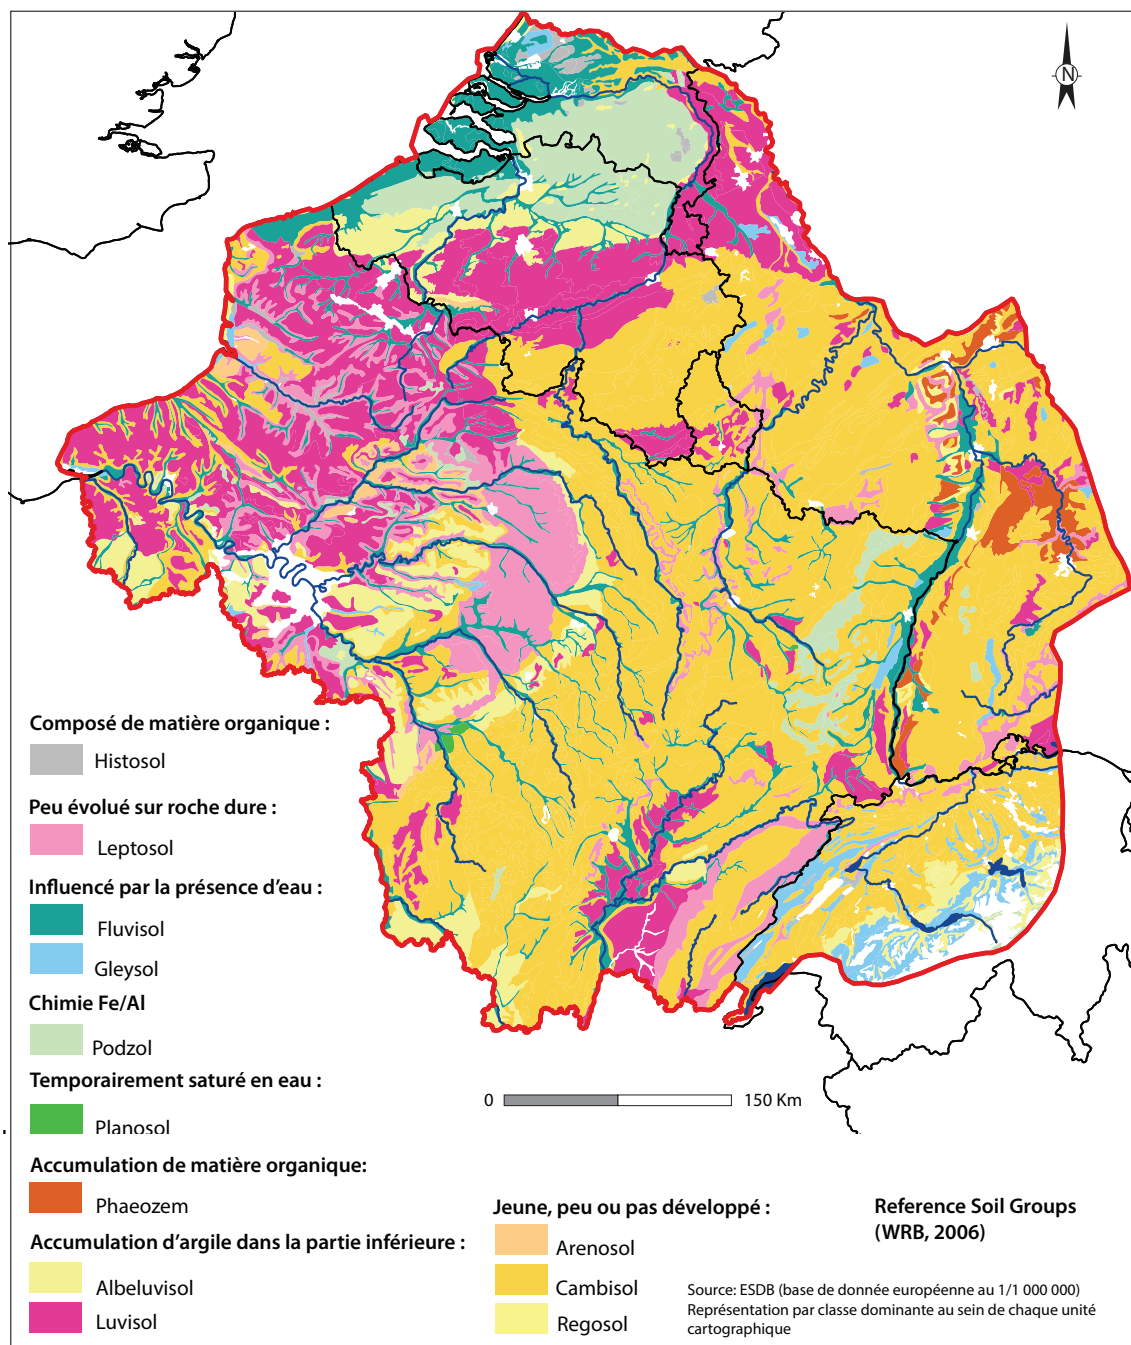 N
Composé de matière organique :
Histosol
Peu évolué sur roche dure :
Leptosol
Influencé par la présence d'eau :
Fluvisol
Gleysol
Chimie Fe/Al
Podzol
Temporairement saturé en eau :
Planosol
0 150 Km
Accumulation de matière organique:
Phaeozem
Accumulation d'argile dans la partie inférieure :
Albeluvisol
Luvisol
Jeune, peu ou pas développé :
Arenosol
Cambisol
Regosol
Reference Soil Groups
(WRB, 2006)
Source: ESDB (base de donnée européenne au 1/1 000 000)
Représentation par classe dominante au sein de chaque unité
cartographique